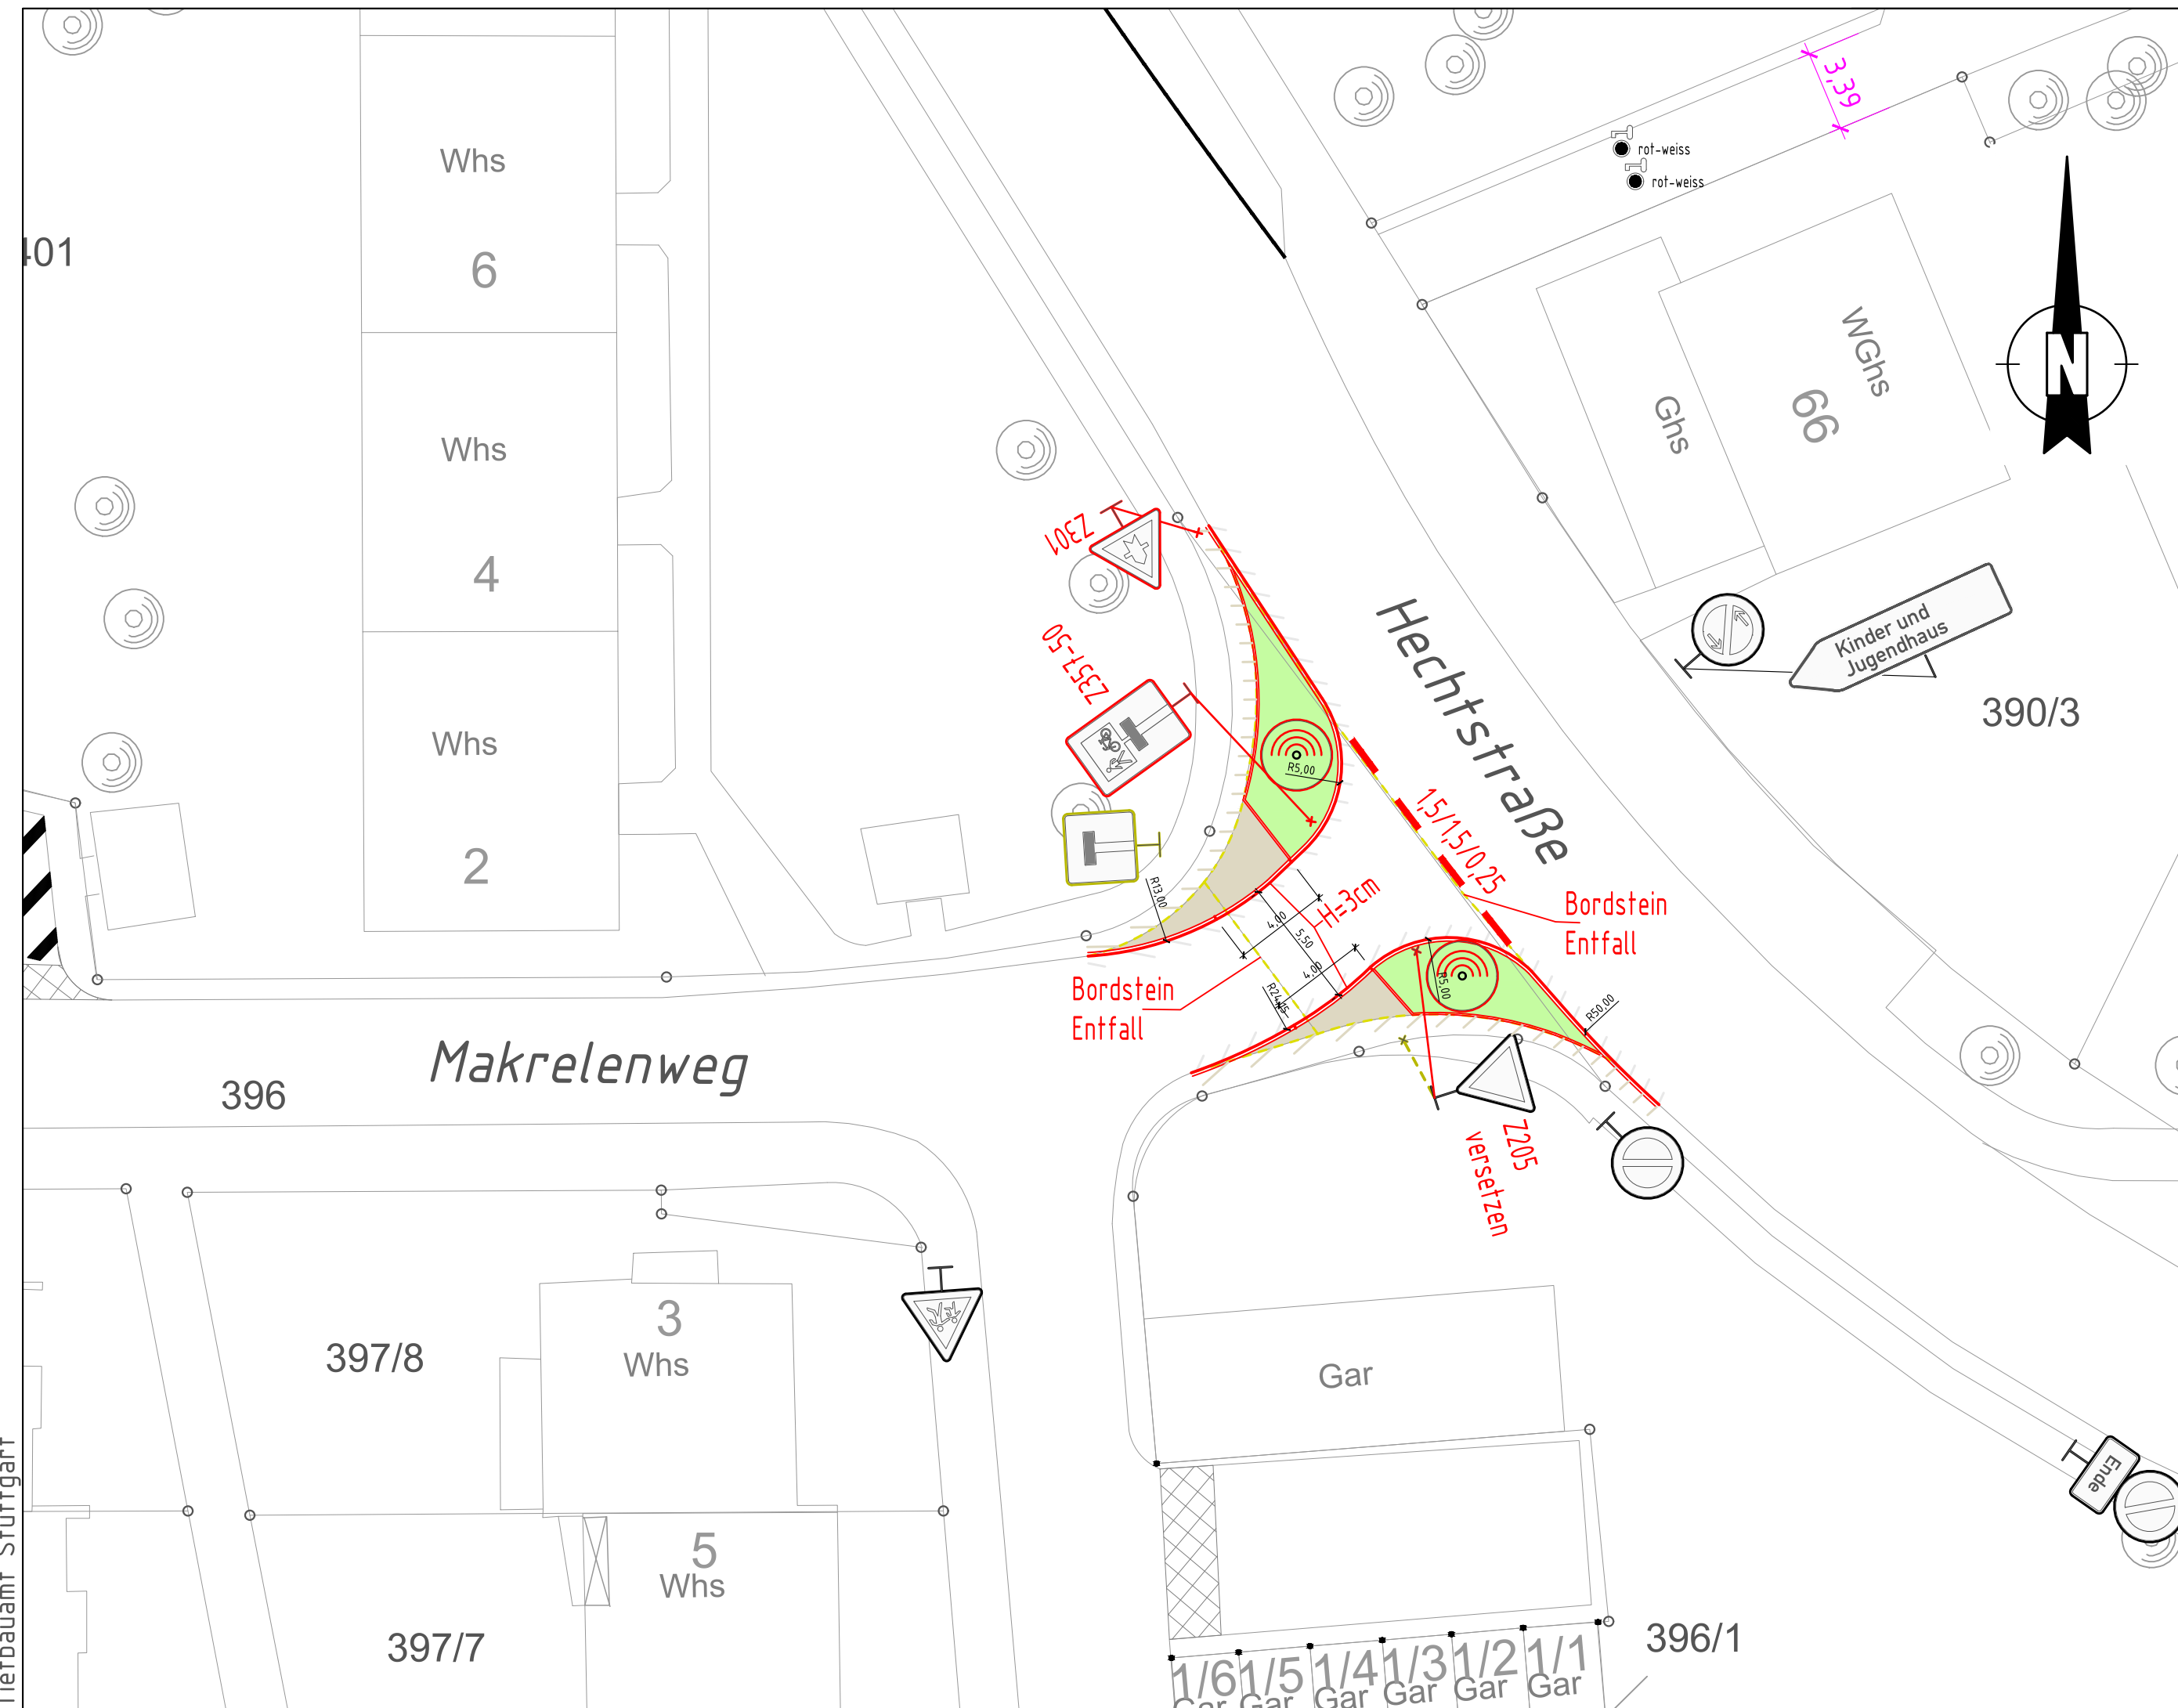 3,39
rot-weiss
rot-weiss
Whs
6
401
WGhs
66
Ghs
N
Whs
4
Z301
Hechtstraße
Kinder und
Jugendhaus
390/3
Z357-50
Whs
2
R5,00
1,5/1,5/0,25
R13,00
4,00
5,50
4,00
H=3cm
Bordstein
Entfall
R5,00
R50,00
Bordstein
Entfall
Makrelenweg
396
Z205
versetzen
3
Whs
397/8
Gar
Ende
5
Whs
397/7
396/1
1/6
1/5
1/4
1/3
1/2
1/1
Gar
Gar
Gar
Gar
Gar
Gar
Tiefbauamt Stuttgart